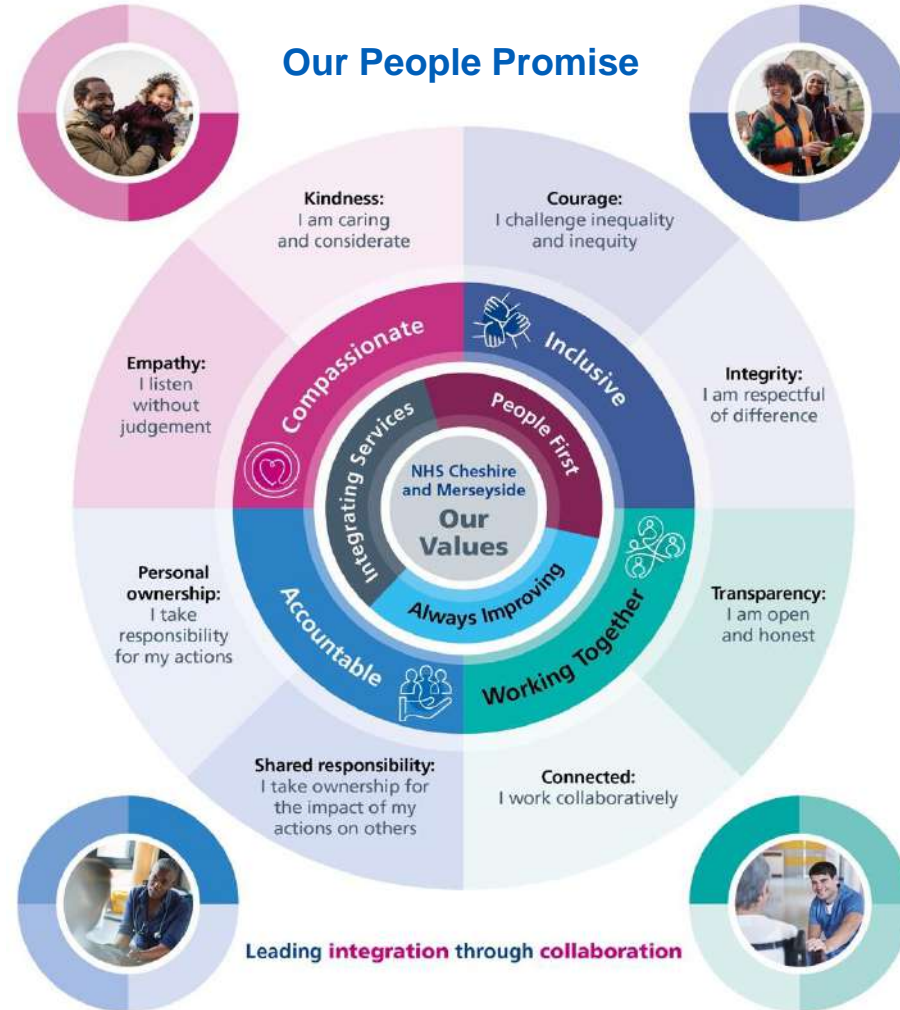 Our People Promise
Kindness:
I am caring
and considerate
Courage:
I challenge inequality
and inequity
Empathy:
I listen
without
judgement
Integrity:
I am respectful
of difference
Compassionate
Inclusive
Integrating Services
People First
NHS Cheshire
and Merseyside
Our
Values
Always Improving
Accountable
Working Together
Personal
ownership:
I take
responsibility
for my actions
Transparency:
I am open
and honest
Shared responsibility:
I take ownership for
the impact of my
actions on others
Connected:
I work collaboratively
Leading integration through collaboration